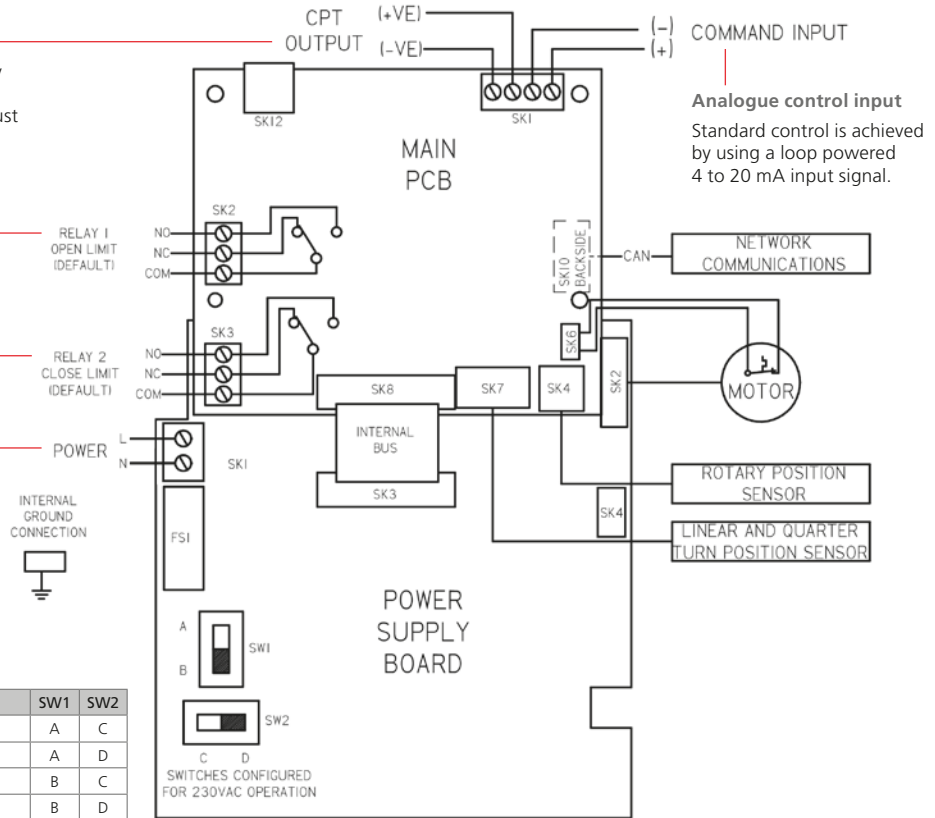 CPT
OUTPUT
(+VE)
(-VE)
(-)
(+)
COMMAND INPUT
Analogue control input
Standard control is achieved
by using a loop powered
4 to 20 mA input signal.
ust
SK12
SK1
MAIN
PCB
RELAY 1
OPEN LIMIT
(DEFAULT)
SK2
NO
NC
COM
SK10
BACKSIDE
CAN
NETWORK
COMMUNICATIONS
RELAY 2
CLOSE LIMIT
(DEFAULT)
SK3
NO
NC
COM
SK6
SK8
SK7
SK4
SK2
MOTOR
POWER
L
N
SK1
INTERNAL
BUS
SK3
ROTARY POSITION
SENSOR
SK4
LINEAR AND QUARTER
TURN POSITION SENSOR
INTERNAL
GROUND
CONNECTION
FS1
POWER
SUPPLY
BOARD
A
B
SW1
SW2
C D
SWITCHES CONFIGURED
FOR 230VAC OPERATION
SW1 SW2
A C
A D
B C
B D